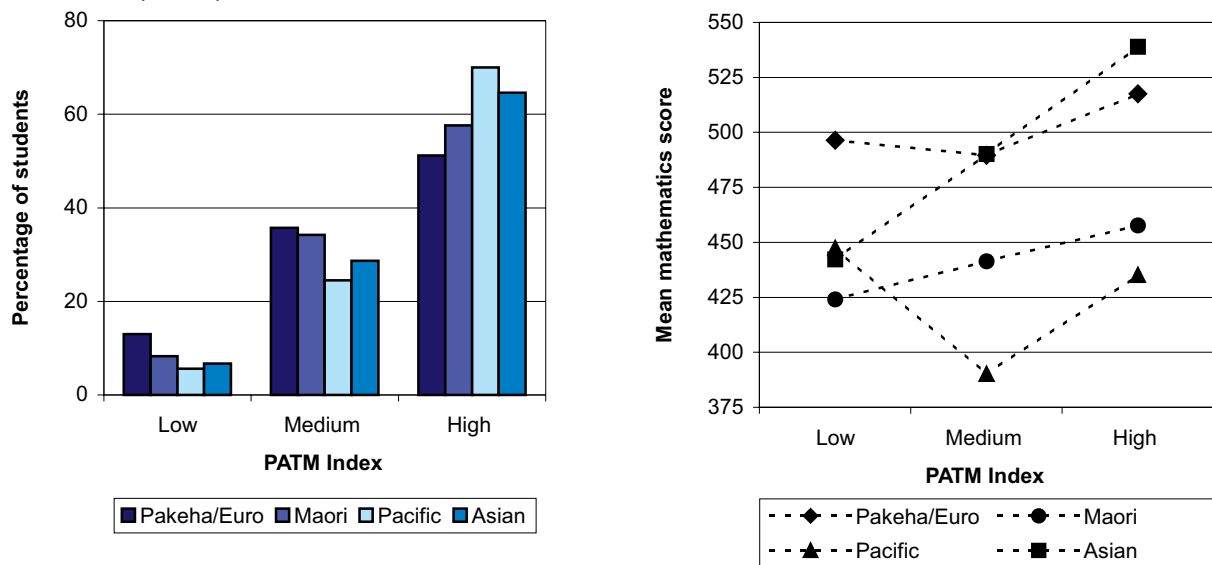 80
60
40
20
0
Percentage of students
Low Medium High
PATM Index
Pakeha/Euro Maori Pacific Asian
550
525
500
475
450
425
400
375
Mean mathematics score
Low Medium High
PATM Index
Pakeha/Euro Maori
Pacific Asian